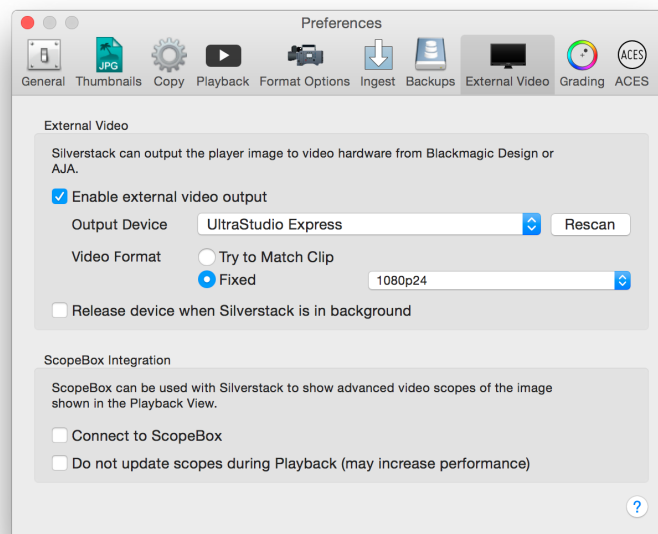 Preferences
JPG
ACES
General Thumbnails Copy Playback Format Options Ingest Backups External Video Grading ACES
External Video
Silverstack can output the player image to video hardware from Blackmagic Design or
AJA.
Enable external video output
Output Device UltraStudio Express Rescan
Video Format Try to Match Clip
Fixed 1080p24
Release device when Silverstack is in background
ScopeBox Integration
ScopeBox can be used with Silverstack to show advanced video scopes of the image
shown in the Playback View.
Connect to ScopeBox
Do not update scopes during Playback (may increase performance)
?